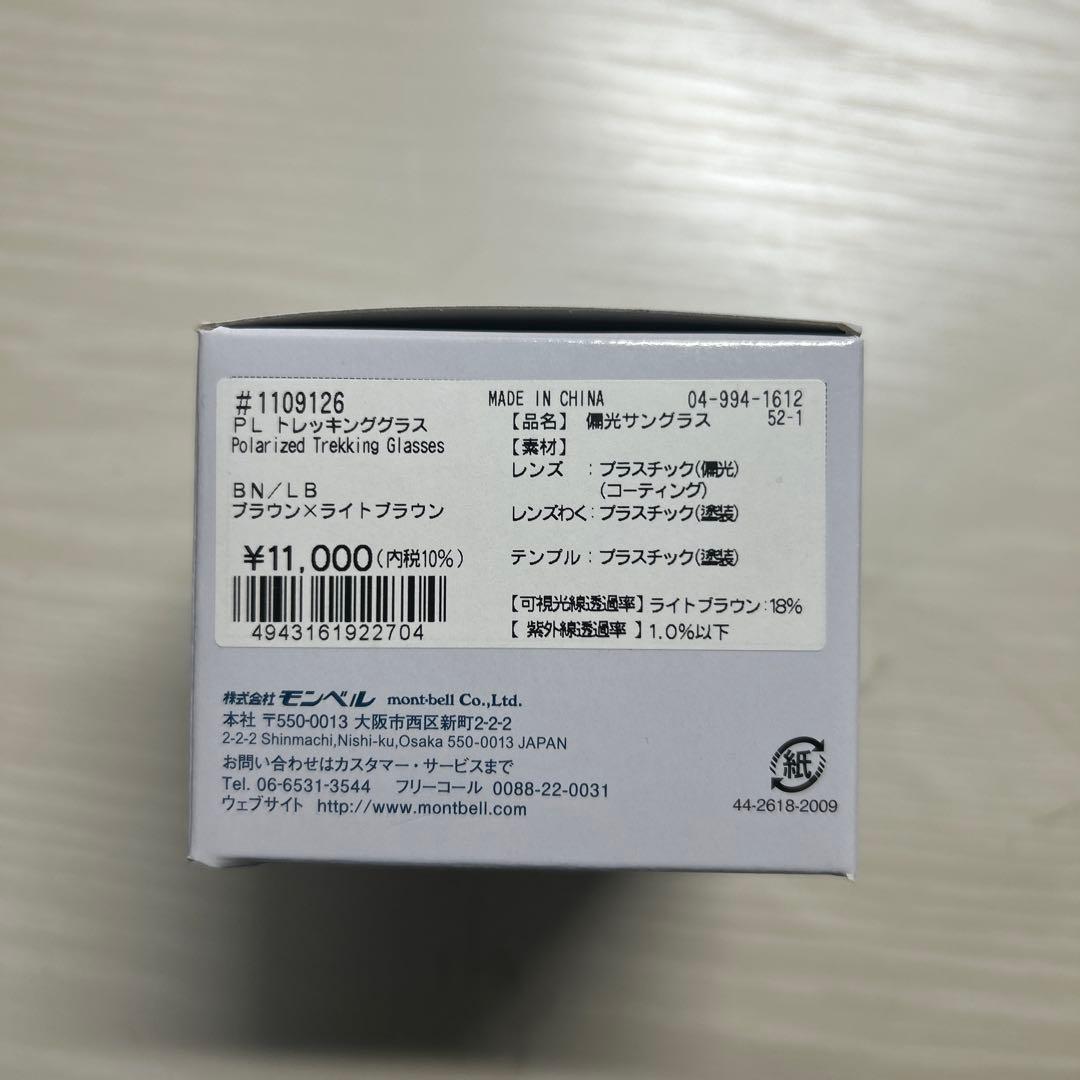 #1109126
PL トレッキンググラス
Polarized Trekking Glasses
BN/LB
ブラウン×ライトブラウン
¥11,000(内税10%)
4943161922704
MADE IN CHINA 04-994-1612
【品名】 偏光サングラス 52-1
【素材】
レンズ :プラスチック(偏光)
(コーティング)
レンズわく:プラスチック(塗装)
テンプル:プラスチック(塗装)
【可視光線透過率】ライトブラウン:18%
【 紫外線透過率 】1.0%以下
株式会社モンベル mont-bell Co.,Ltd.
本社 〒550-0013 大阪市西区新町2-2-2
2-2-2 Shinmachi,Nishi-ku,Osaka 550-0013 JAPAN
お問い合わせはカスタマー・サービスまで
Tel. 06-6531-3544 フリーコール 0088-22-0031
ウェブサイト http://www.montbell.com
紙
44-2618-2009